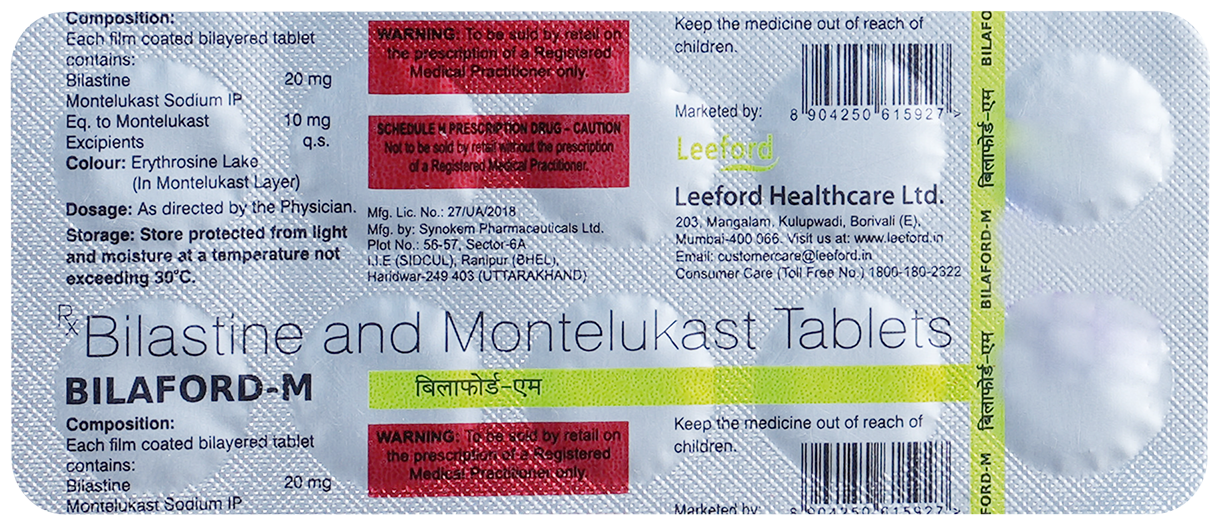 Composition:
Each film coated bilayered tablet
contains:
Bilastine 20 mg
Montelukast Sodium IP
Eq. to Montelukast 10 mg
Excipients q.s.
Colour: Erythrosine Lake
(In Montelukast Layer)
Dosage: As directed by the Physician.
Storage: Store protected from light
and moisture at a temperature not
exceeding 30°C.
WARNING: To be sold by retail on
the prescription of a Registered
Medical Practitioner only.
SCHEDULE H PRESCRIPTION DRUG – CAUTION
Not to be sold by retail without the prescription
of a Registered Medical Practitioner.
Mfg. Lic. No.: 27/UA/2018
Mfg. by: Synokem Pharmaceuticals Ltd.
Plot No.: 56-57, Sector-6A
I.I.E (SIDCUL), Ranipur (BHEL),
Haridwar-249 403 (UTTARAKHAND)
Keep the medicine out of reach of
children.
8 904250 615927 >
Marketed by:
Leeford
Leeford Healthcare Ltd.
203, Mangalam, Kulupwadi, Borivali (E),
Mumbai-400 066. Visit us at: www.leeford.in
Email: customercare@leeford.in
Consumer Care (Toll Free No.) 1800-180-2322
Rx Bilastine and Montelukast Tablets
BILAFORD-M
बिलाफोर्ड-एम
Composition:
Each film coated bilayered tablet
contains:
Bilastine 20 mg
Montelukast Sodium IP
WARNING: To be sold by retail on
the prescription of a Registered
Medical Practitioner only.
Keep the medicine out of reach of
children.
Marketed by:
8 904250 615927 >
BILAFO
बिलाफोर्ड-एम
BILAFORD-M
बिलाफोर्ड-एम
FORD-M